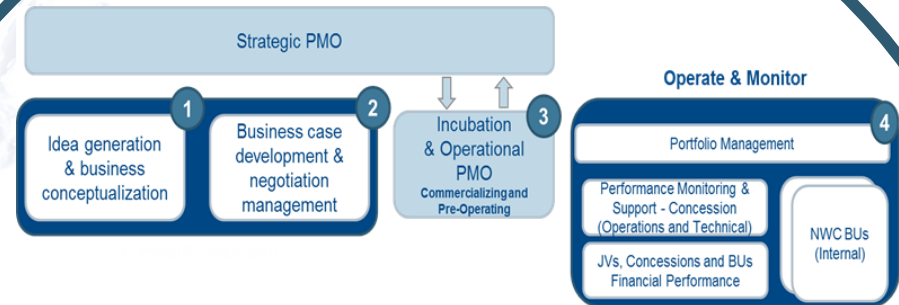 Strategic PMO
1
Idea generation
& business
conceptualization
2
Business case
development &
negotiation
management
3
Incubation
& Operational
PMO
Commercializing and
Pre-Operating
Operate & Monitor
4
Portfolio Management
Performance Monitoring &
Support - Concession
(Operations and Technical)
JVs, Concessions and BUs
Financial Performance
NWC BUs
(Internal)